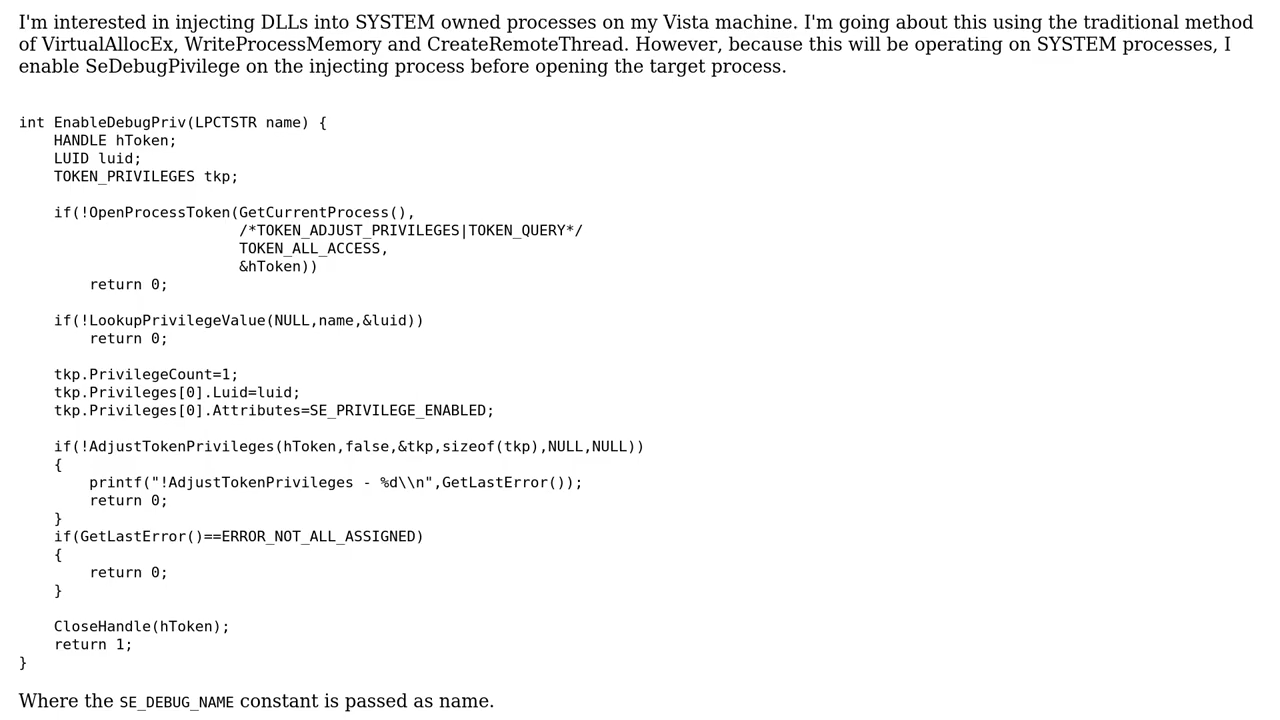 I'm interested in injecting DLLs into SYSTEM owned processes on my Vista machine. I'm going about this using the traditional method
of VirtualAllocEx, WriteProcessMemory and CreateRemoteThread. However, because this will be operating on SYSTEM processes, I
enable SeDebugPivilege on the injecting process before opening the target process.
int EnableDebugPriv(LPCTSTR name) {
    HANDLE hToken;
    LUID luid;
    TOKEN_PRIVILEGES tkp;
    if(!OpenProcessToken(GetCurrentProcess(),
                         /*TOKEN_ADJUST_PRIVILEGES|TOKEN_QUERY*/
                         TOKEN_ALL_ACCESS,
                         &hToken))
        return 0;
    if(!LookupPrivilegeValue(NULL,name,&luid))
        return 0;
    tkp.PrivilegeCount=1;
    tkp.Privileges[0].Luid=luid;
    tkp.Privileges[0].Attributes=SE_PRIVILEGE_ENABLED;
    if(!AdjustTokenPrivileges(hToken,false,&tkp,sizeof(tkp),NULL,NULL))
    {
        printf("!AdjustTokenPrivileges - %d\\n",GetLastError());
        return 0;
    }
    if(GetLastError()==ERROR_NOT_ALL_ASSIGNED)
    {
        return 0;
    }
    CloseHandle(hToken);
    return 1;
}
Where the SE_DEBUG_NAME constant is passed as name.